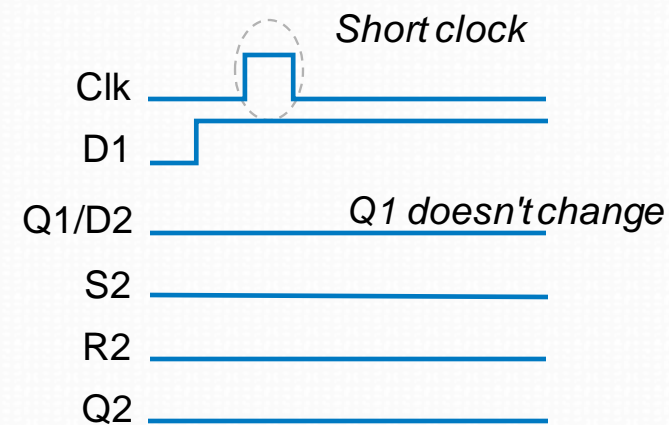 Short clock
Clk
D1
Q1/D2
Q1 doesn't change
S2
R2
Q2